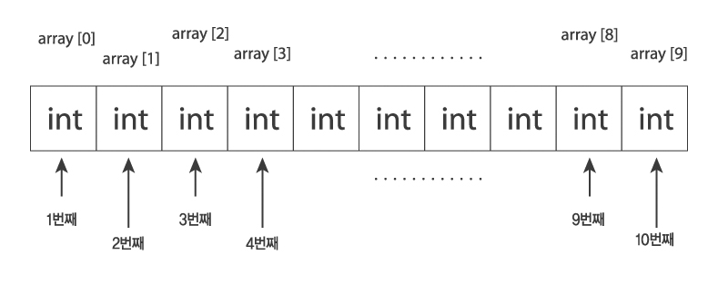 array [0]
array [1]
array [2]
array [3]
............
array [8]
array [9]
int int int int int int int int int int
............
1번째
2번째
3번째
4번째
9번째
10번째